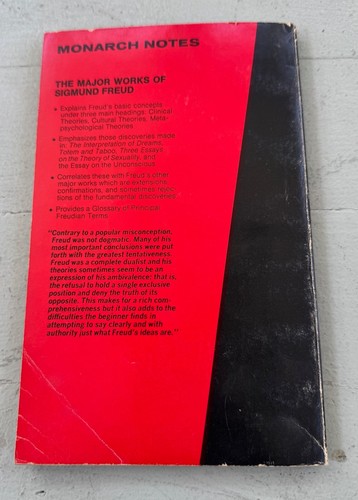 MONARCH NOTES
THE MAJOR WORKS OF
SIGMUND FREUD
• Explains Freud's basic concepts
under three main headings: Clinical
Theories, Cultural Theories, Meta-
psychological Theories
• Emphasizes those discoveries made
in: The Interpretation of Dreams,
Totem and Taboo, Three Essays
on the Theory of Sexuality, and
the Essay on the Unconscious
• Correlates these with Freud's other
major works which are extensions,
confirmations, and sometimes
tions of the fundamental discoveries
• Provides a Glossary of Principal
Freudian Terms
"Contrary to a popular misconception,
Freud was not dogmatic. Many of his
most important conclusions were put
forth with the greatest tentativeness.
Freud was a complete dualist and his
theories sometimes seem to be an
expression of his ambivalence: that is,
the refusal to hold a single exclusive
position and deny the truth of its
opposite. This makes for a rich com-
prehensiveness but it also adds to the
difficulties the beginner finds in
attempting to say clearly and with
authority just what Freud's ideas are."